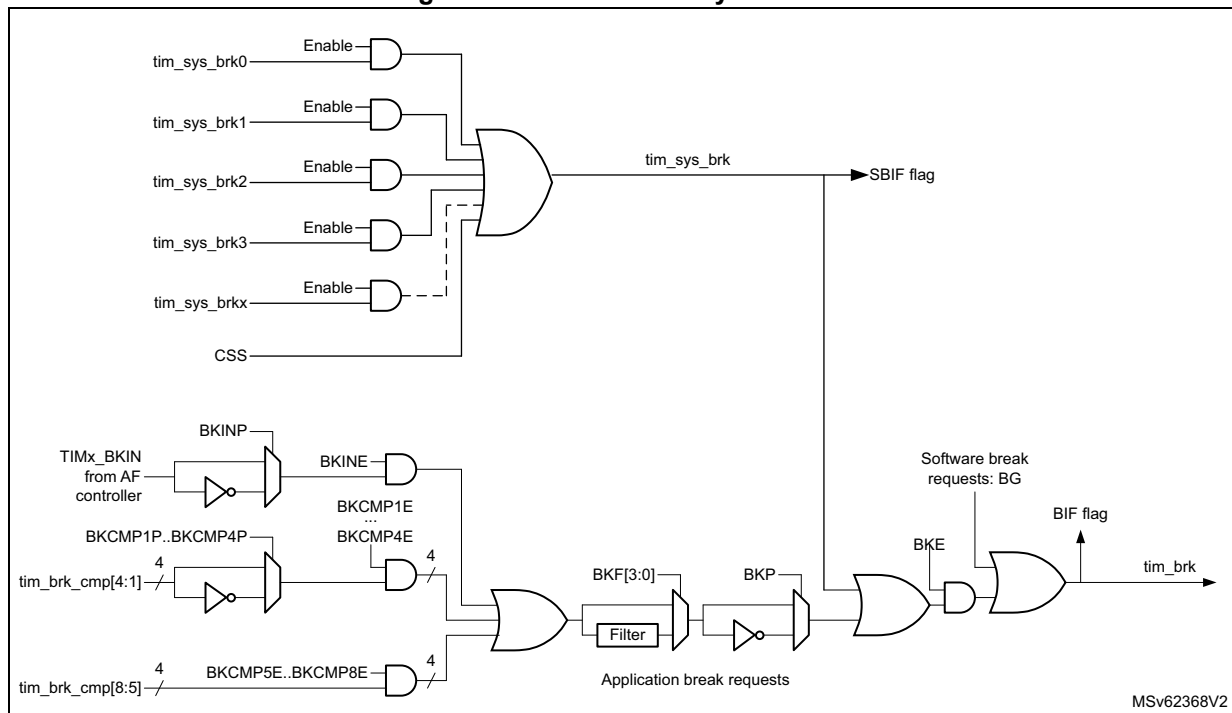 Enable
tim_sys_brk0
Enable
tim_sys_brk1
Enable
tim_sys_brk2
Enable
tim_sys_brk3
Enable
tim_sys_brkx
CSS
tim_sys_brk
SBIF flag
BKINP
TIMx_BKIN
from AF
controller
BKINE
BKCMP1E
...
BKCMP4E
BKCMP1P..BKCMP4P
4
tim_brk_cmp[4:1]
4
BKCMP5E..BKCMP8E
4
tim_brk_cmp[8:5]
4
BKF[3:0]
Filter
BKP
Application break requests
Software break
requests: BG
BKE
BIF flag
tim_brk
MSv62368V2